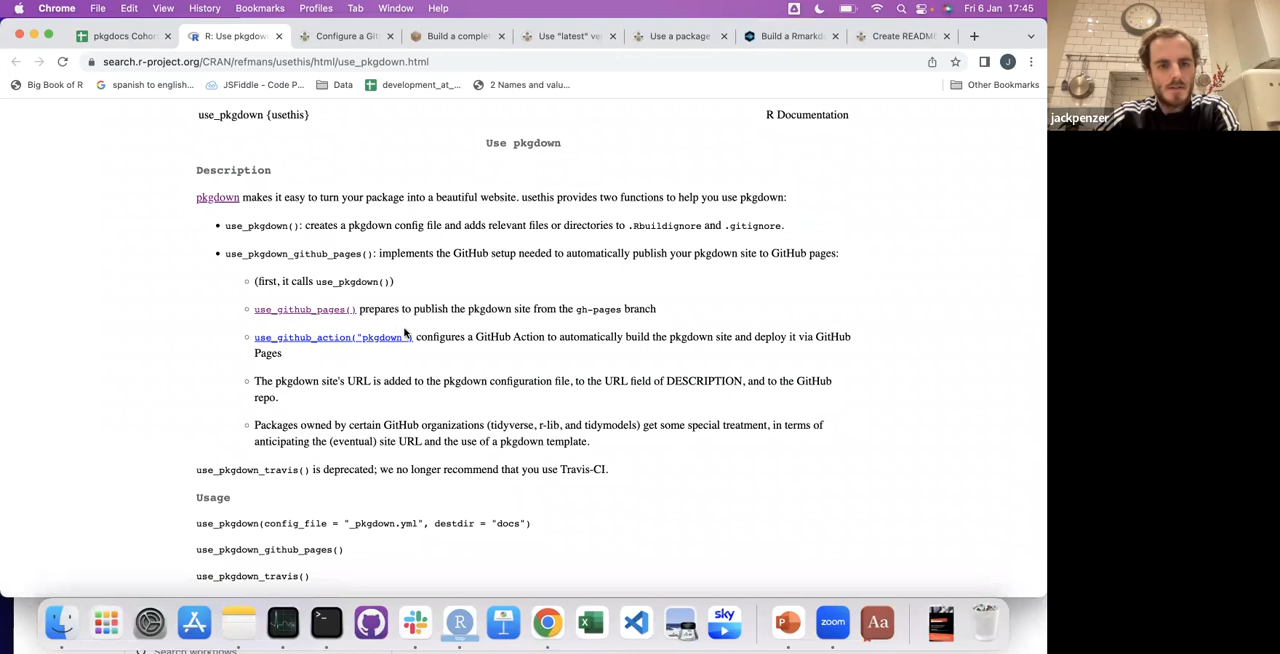 Chrome File Edit View History Bookmarks Profiles Tab Window Help Fri 6 Jan 17:45
pkgdocs Cohort R: Use pkgdown Configure a Git Build a complet Use "latest" ve Use a package Build a Rmarkd Create README
search.r-project.org/CRAN/refmans/usethis/html/use_pkgdown.html
J
Big Book of R spanish to english... JSFiddle - Code P... Data development_at_... 2 Names and valu... Other Bookmarks
jackpenzer
use_pkgdown {usethis} R Documentation
Use pkgdown
Description
pkgdown makes it easy to turn your package into a beautiful website. usethis provides two functions to help you use pkgdown:
• use_pkgdown(): creates a pkgdown config file and adds relevant files or directories to .Rbuildignore and .gitignore.
• use_pkgdown_github_pages(): implements the GitHub setup needed to automatically publish your pkgdown site to GitHub pages:
◦ (first, it calls use_pkgdown())
◦ use_github_pages() prepares to publish the pkgdown site from the gh-pages branch
◦ use_github_action("pkgdown") configures a GitHub Action to automatically build the pkgdown site and deploy it via GitHub
Pages
◦ The pkgdown site's URL is added to the pkgdown configuration file, to the URL field of DESCRIPTION, and to the GitHub
repo.
◦ Packages owned by certain GitHub organizations (tidyverse, r-lib, and tidymodels) get some special treatment, in terms of
anticipating the (eventual) site URL and the use of a pkgdown template.
use_pkgdown_travis() is deprecated; we no longer recommend that you use Travis-CI.
Usage
use_pkgdown(config_file = "_pkgdown.yml", destdir = "docs")
use_pkgdown_github_pages()
use_pkgdown_travis()
sky
zoom
Aa
Search workflows